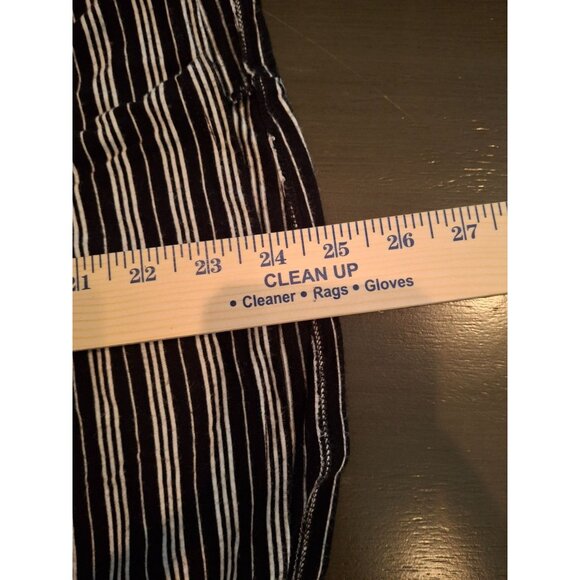 21 22 23 24 25 26 27
CLEAN UP
• Cleaner • Rags • Gloves